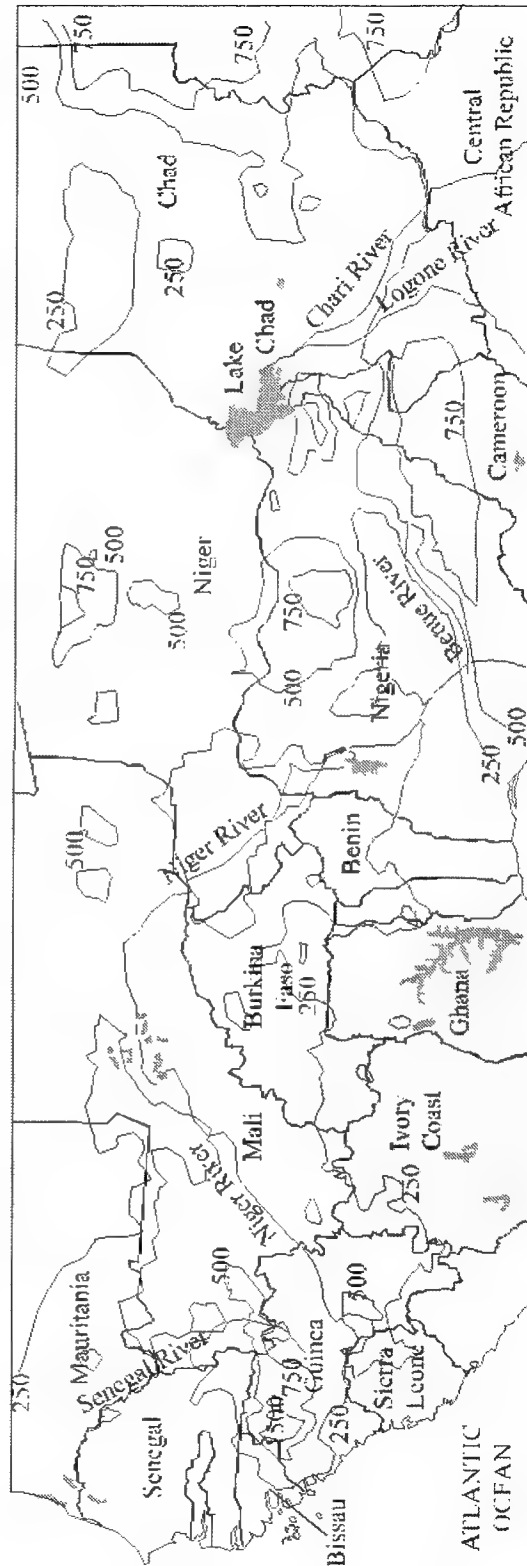 250
Mauritania
Senegal River
Senegal
500
750
Guinea
500
250
Bissau
ATLANTIC
OCEAN
Sierra
Leone
500
Niger River
Mali
250
Ivory
Coast
Burkina
Faso
250
Ghana
Benin
500
Niger River
Niger
750
500
500
750
500
Nigeria
Benue River
250
500
Lake
Chad
Chad
250
250
500
750
750
Chari River
Logone River
750
Cameroon
Central
African Republic